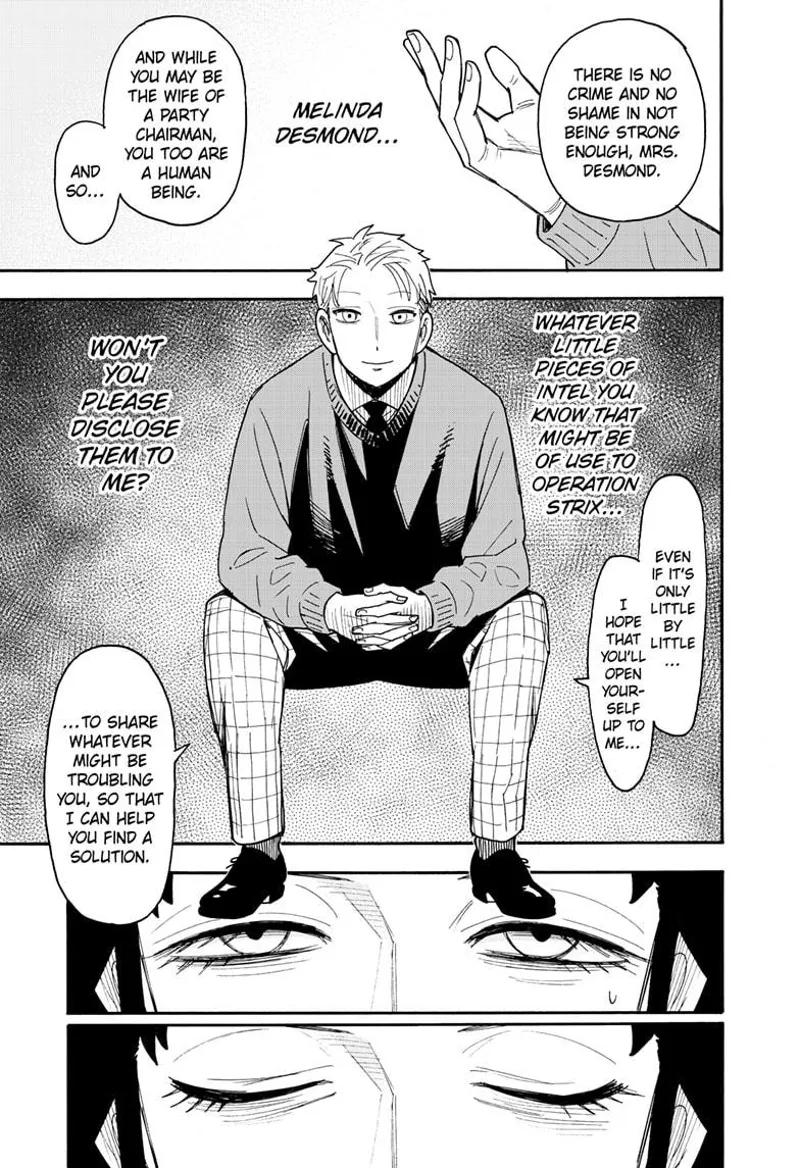 THERE IS NO
CRIME AND NO
SHAME IN NOT
BEING STRONG
ENOUGH, MRS.
DESMOND.
MELINDA
DESMOND...
AND WHILE
YOU MAY BE
THE WIFE OF
A PARTY
CHAIRMAN,
YOU TOO ARE
A HUMAN
BEING.
AND
SO...
WHATEVER
LITTLE
PIECES OF
INTEL YOU
KNOW THAT
MIGHT BE
OF USE TO
OPERATION
STRIX...
WON'T
YOU
PLEASE
DISCLOSE
THEM TO
ME?
EVEN
IF IT'S
ONLY
LITTLE
BY
LITTLE
...
I
HOPE
THAT
YOU'LL
OPEN
YOUR-
SELF
UP TO
ME...
...TO SHARE
WHATEVER
MIGHT BE
TROUBLING
YOU, SO THAT
I CAN HELP
YOU FIND A
SOLUTION.